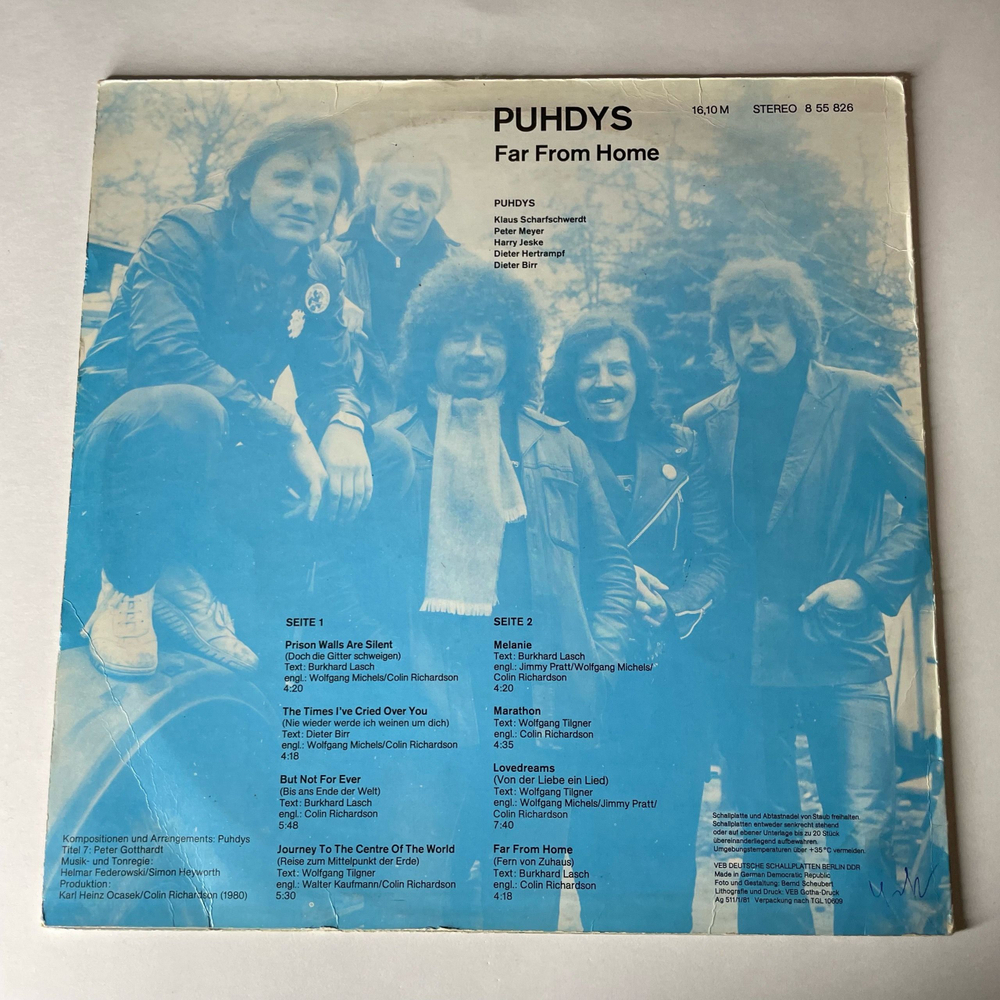 PUHDYS
16,10 M STEREO 8 55 826
Far From Home
PUHDYS
Klaus Scharfschwerdt
Peter Meyer
Harry Jeske
Dieter Hertrampf
Dieter Birr
SEITE 1
Prison Walls Are Silent
(Doch die Gitter schweigen)
Text: Burkhard Lasch
engl.: Wolfgang Michels/Colin Richardson
4:20
The Times I've Cried Over You
(Nie wieder werde ich weinen um dich)
Text: Dieter Birr
engl.: Wolfgang Michels/Colin Richardson
4:18
But Not For Ever
(Bis ans Ende der Welt)
Text: Burkhard Lasch
engl.: Colin Richardson
5:48
Journey To The Centre Of The World
(Reise zum Mittelpunkt der Erde)
Text: Wolfgang Tilgner
engl.: Walter Kaufmann/Colin Richardson
5:30
SEITE 2
Melanie
Text: Burkhard Lasch
engl.: Jimmy Pratt/Wolfgang Michels/
Colin Richardson
4:20
Marathon
Text: Wolfgang Tilgner
engl.: Colin Richardson
4:35
Lovedreams
(Von der Liebe ein Lied)
Text: Wolfgang Tilgner
engl.: Wolfgang Michels/Jimmy Pratt/
Colin Richardson
7:40
Far From Home
(Fern von Zuhaus)
Text: Burkhard Lasch
engl.: Colin Richardson
4:18
Kompositionen und Arrangements: Puhdys
Titel 7: Peter Gotthardt
Musik- und Tonregie:
Helmar Federowski/Simon Heyworth
Produktion:
Karl Heinz Ocasek/Colin Richardson (1980)
Schallplatte und Abtastnadel von Staub freihalten.
Schallplatten entweder senkrecht stehend
oder auf ebener Unterlage bis zu 20 Stück
übereinanderliegend aufbewahren.
Umgebungstemperaturen über +35°C vermeiden.
VEB DEUTSCHE SCHALLPLATTEN BERLIN DDR
Made in German Democratic Republic
Foto und Gestaltung: Bernd Scheubert
Lithografie und Druck: VEB Gotha-Druck
Ag 511/1/81 Verpackung nach TGL 10609